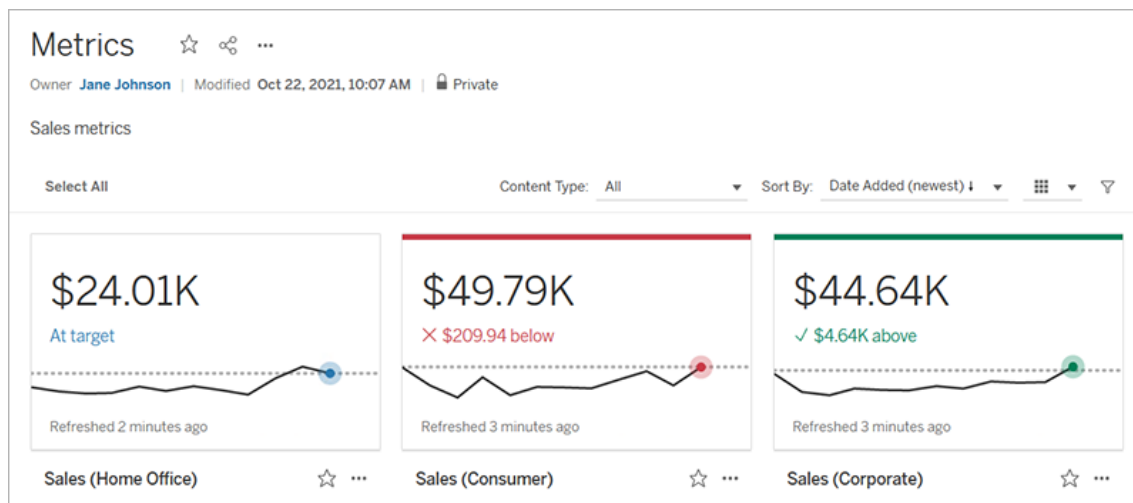 Metrics
Owner Jane Johnson | Modified Oct 22, 2021, 10:07 AM | Private
Sales metrics
Select All Content Type: All Sort By: Date Added (newest) ↓
$24.01K $49.79K $44.64K
At target × $209.94 below ✓ $4.64K above
Refreshed 2 minutes ago Refreshed 3 minutes ago Refreshed 3 minutes ago
Sales (Home Office) Sales (Consumer) Sales (Corporate)